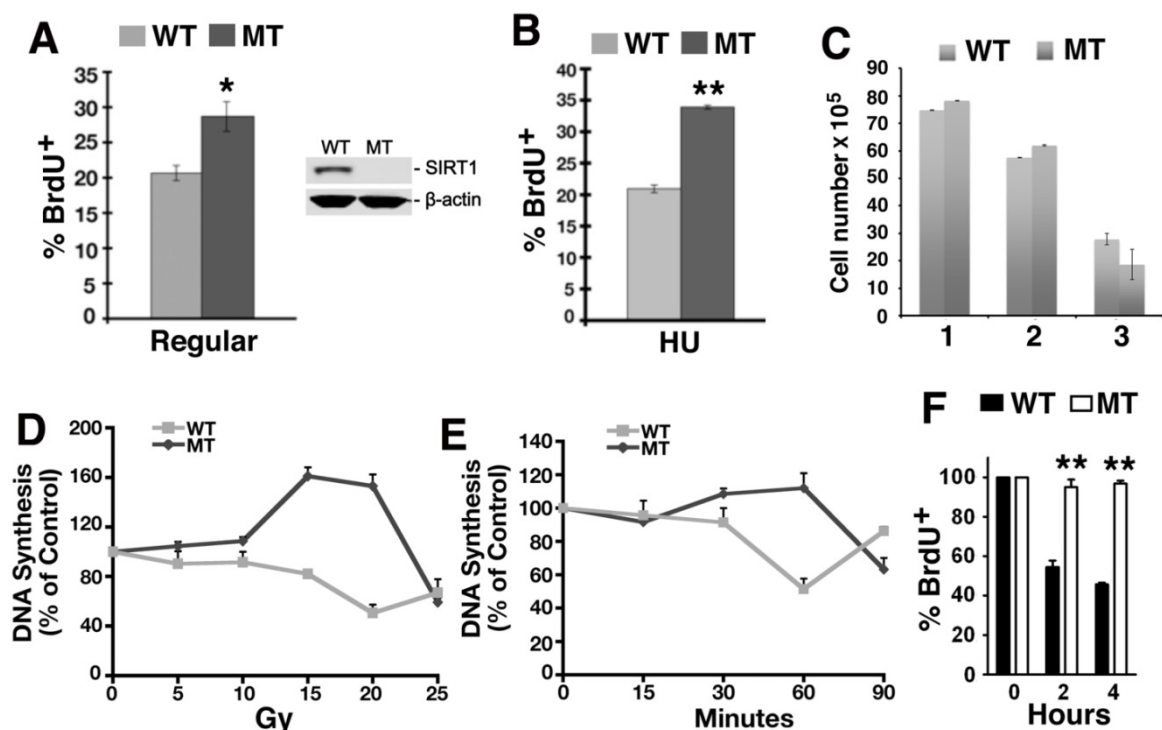 A
WT MT
% BrdU+
35
30
25
20
15
10
5
0
*
Regular
WT MT
- SIRT1
- β-actin
B
WT MT
% BrdU+
40
35
30
25
20
15
10
5
0
**
HU
C
WT MT
Cell number x 10⁵
90
80
70
60
50
40
30
20
10
0
1 2 3
D
WT
MT
DNA Synthesis
(% of Control)
200
160
120
80
40
0
0 5 10 15 20 25
Gy
E
WT
MT
DNA Synthesis
(% of Control)
140
120
100
80
60
40
20
0
0 15 30 60 90
Minutes
F
WT MT
% BrdU+
100
80
60
40
20
0
** **
0 2 4
Hours